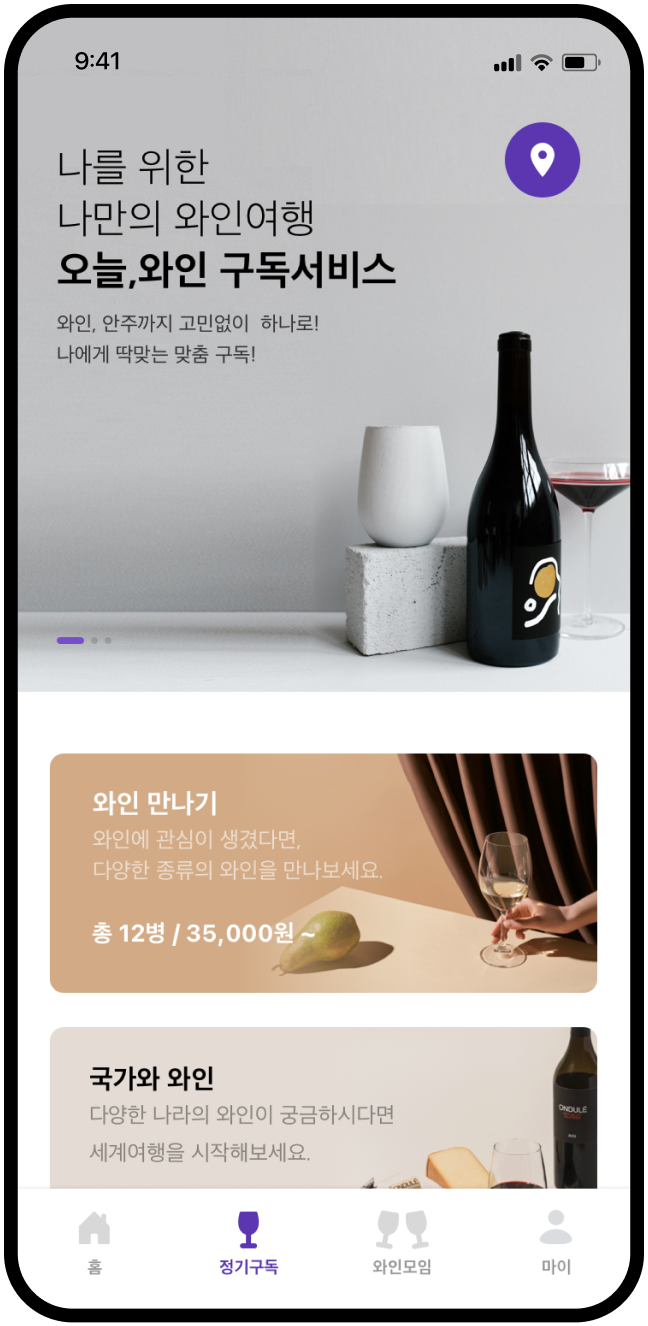 9:41
나를 위한
나만의 와인여행
오늘,와인 구독서비스
와인, 안주까지 고민없이 하나로!
나에게 딱맞는 맞춤 구독!
와인 만나기
와인에 관심이 생겼다면,
다양한 종류의 와인을 만나보세요.
총 12병 / 35,000원 ~
국가와 와인
다양한 나라의 와인이 궁금하시다면
세계여행을 시작해보세요.
ONDULÉ
홈
정기구독
와인모임
마이